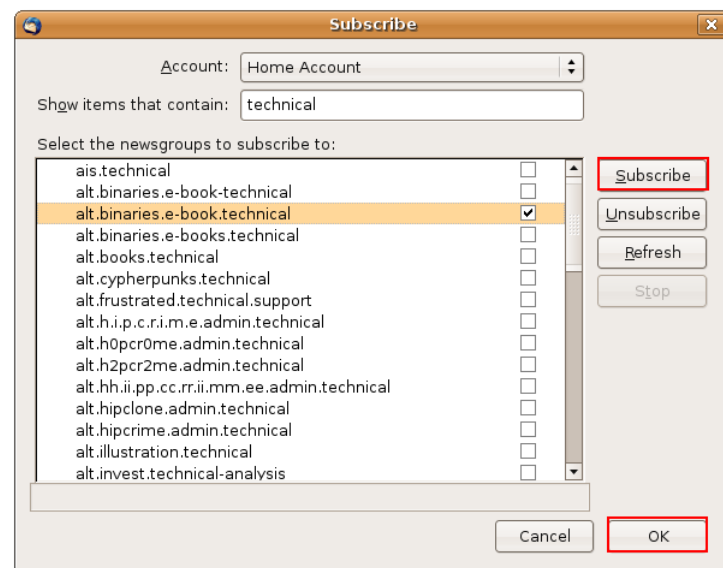 Subscribe
Account: Home Account
Show items that contain: technical
Select the newsgroups to subscribe to:
ais.technical
alt.binaries.e-book-technical
alt.binaries.e-book.technical
alt.binaries.e-books.technical
alt.books.technical
alt.cypherpunks.technical
alt.frustrated.technical.support
alt.h.i.p.c.r.i.m.e.admin.technical
alt.h0pcr0me.admin.technical
alt.h2pcr2me.admin.technical
alt.hh.ii.pp.cc.rr.ii.mm.ee.admin.technical
alt.hipclone.admin.technical
alt.hipcrime.admin.technical
alt.illustration.technical
alt.invest.technical-analysis
Subscribe
Unsubscribe
Refresh
Stop
Cancel
OK